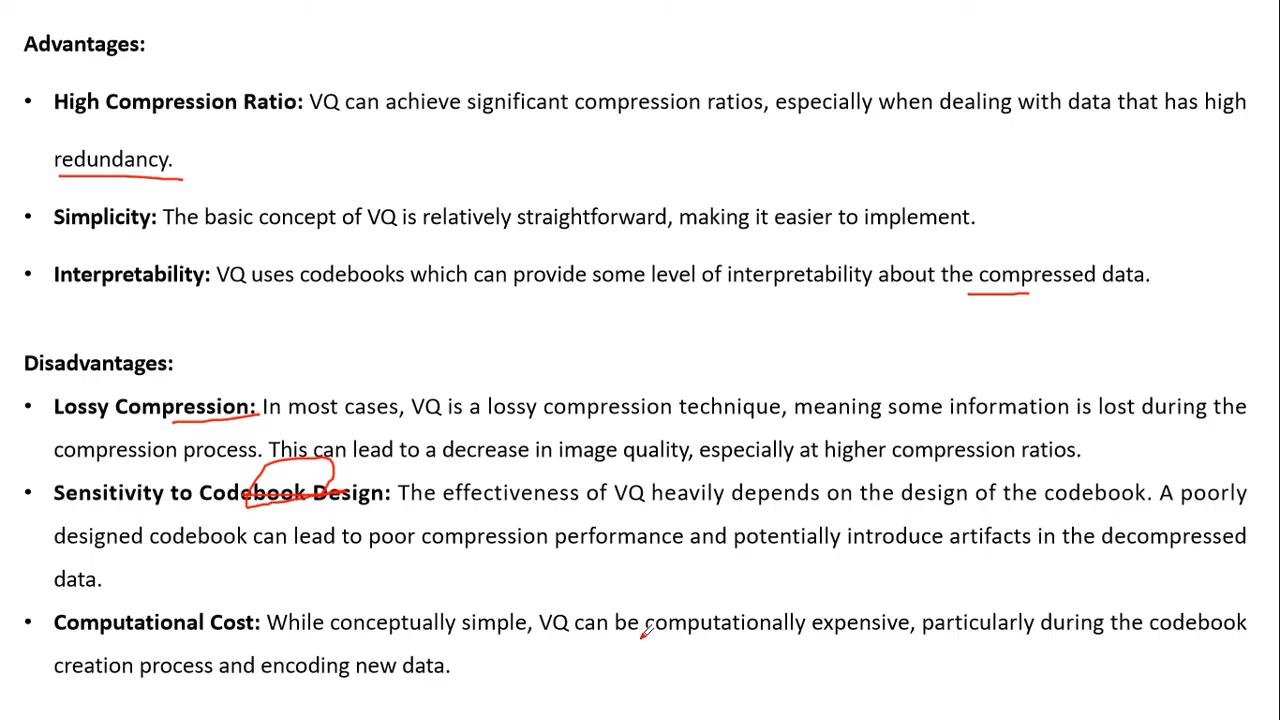 Advantages:
• High Compression Ratio: VQ can achieve significant compression ratios, especially when dealing with data that has high
redundancy.
• Simplicity: The basic concept of VQ is relatively straightforward, making it easier to implement.
• Interpretability: VQ uses codebooks which can provide some level of interpretability about the compressed data.
Disadvantages:
• Lossy Compression: In most cases, VQ is a lossy compression technique, meaning some information is lost during the
compression process. This can lead to a decrease in image quality, especially at higher compression ratios.
• Sensitivity to Codebook Design: The effectiveness of VQ heavily depends on the design of the codebook. A poorly
designed codebook can lead to poor compression performance and potentially introduce artifacts in the decompressed
data.
• Computational Cost: While conceptually simple, VQ can be computationally expensive, particularly during the codebook
creation process and encoding new data.